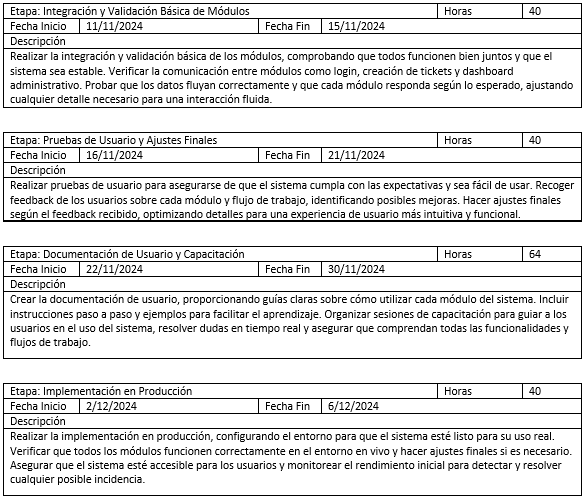 Etapa: Integración y Validación Básica de Módulos Horas 40
Fecha Inicio 11/11/2024 Fecha Fin 15/11/2024
Descripción
Realizar la integración y validación básica de los módulos, comprobando que todos funcionen bien juntos y que el
sistema sea estable. Verificar la comunicación entre módulos como login, creación de tickets y dashboard
administrativo. Probar que los datos fluyan correctamente y que cada módulo responda según lo esperado, ajustando
cualquier detalle necesario para una interacción fluida.
Etapa: Pruebas de Usuario y Ajustes Finales Horas 40
Fecha Inicio 16/11/2024 Fecha Fin 21/11/2024
Descripción
Realizar pruebas de usuario para asegurarse de que el sistema cumpla con las expectativas y sea fácil de usar. Recoger
feedback de los usuarios sobre cada módulo y flujo de trabajo, identificando posibles mejoras. Hacer ajustes finales
según el feedback recibido, optimizando detalles para una experiencia de usuario más intuitiva y funcional.
Etapa: Documentación de Usuario y Capacitación Horas 64
Fecha Inicio 22/11/2024 Fecha Fin 30/11/2024
Descripción
Crear la documentación de usuario, proporcionando guías claras sobre cómo utilizar cada módulo del sistema. Incluir
instrucciones paso a paso y ejemplos para facilitar el aprendizaje. Organizar sesiones de capacitación para guiar a los
usuarios en el uso del sistema, resolver dudas en tiempo real y asegurar que comprendan todas las funcionalidades y
flujos de trabajo.
Etapa: Implementación en Producción Horas 40
Fecha Inicio 2/12/2024 Fecha Fin 6/12/2024
Descripción
Realizar la implementación en producción, configurando el entorno para que el sistema esté listo para su uso real.
Verificar que todos los módulos funcionen correctamente en el entorno en vivo y hacer ajustes finales si es necesario.
Asegurar que el sistema esté accesible para los usuarios y monitorear el rendimiento inicial para detectar y resolver
cualquier posible incidencia.